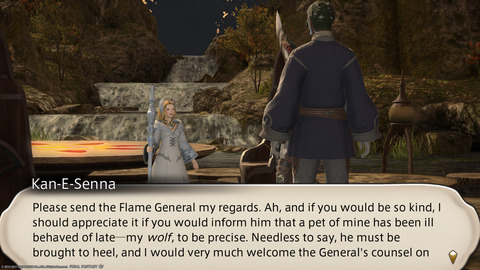 Kan-E-Senna
Please send the Flame General my regards. Ah, and if you would be so kind, I
should appreciate it if you would inform him that a pet of mine has been ill
behaved of late—my wolf, to be precise. Needless to say, he must be
brought to heel, and I would very much welcome the General's counsel on